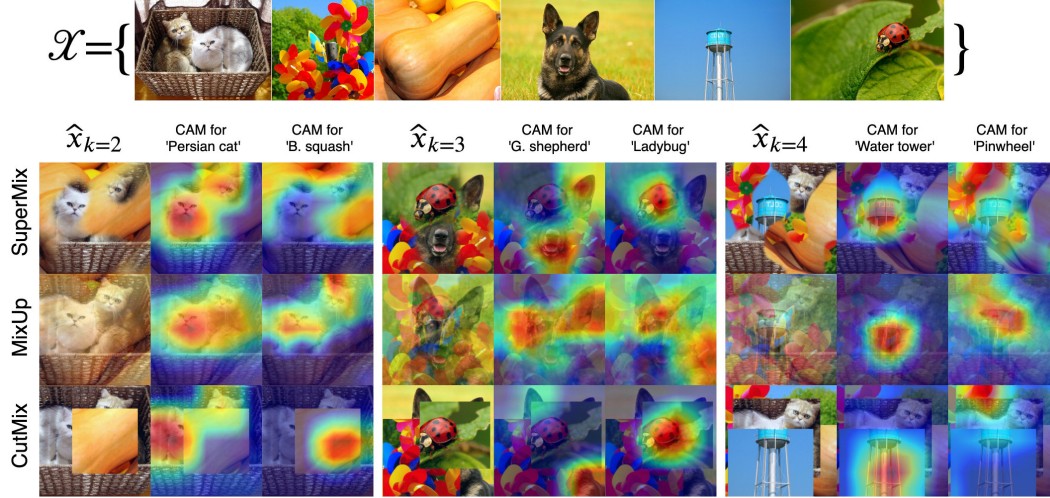 𝒳={ }
x̂ₖ₌₂
CAM for
'Persian cat'
CAM for
'B. squash'
x̂ₖ₌₃
CAM for
'G. shepherd'
CAM for
'Ladybug'
x̂ₖ₌₄
CAM for
'Water tower'
CAM for
'Pinwheel'
SuperMix
MixUp
CutMix